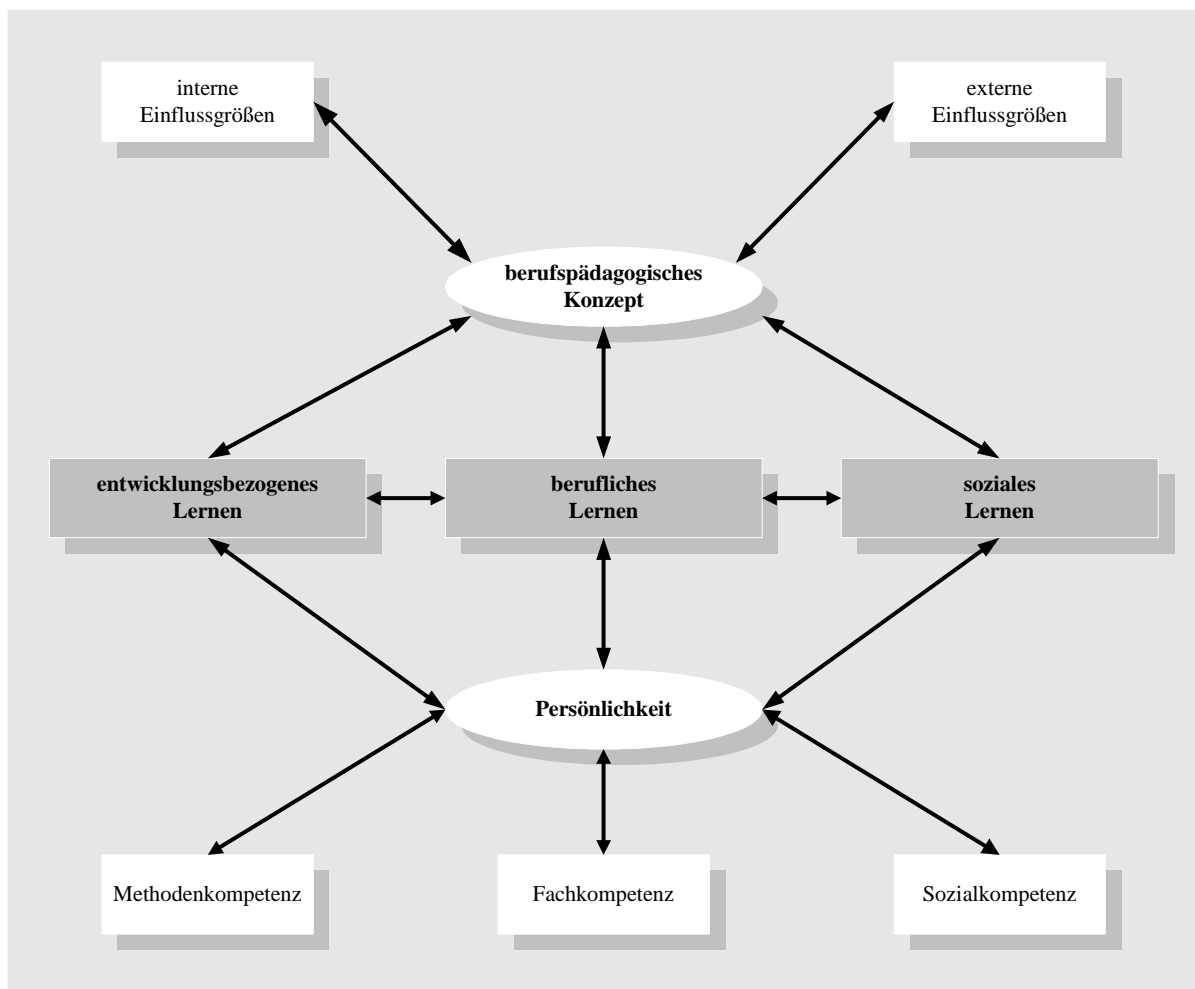 interne
Einflussgrößen
externe
Einflussgrößen
berufspädagogisches
Konzept
entwicklungsbezogenes
Lernen
berufliches
Lernen
soziales
Lernen
Persönlichkeit
Methodenkompetenz
Fachkompetenz
Sozialkompetenz